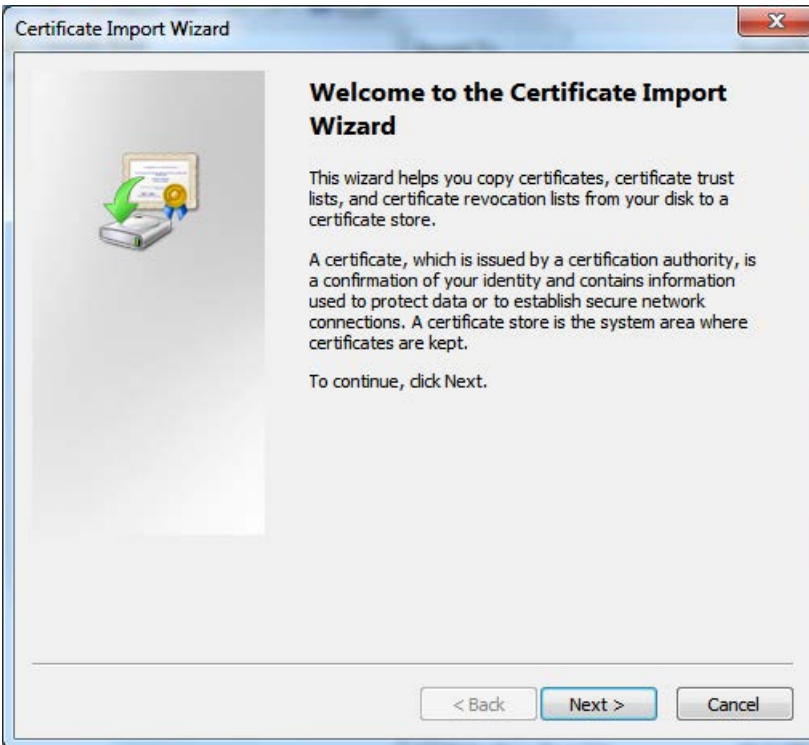 Certificate Import Wizard
Welcome to the Certificate Import
Wizard
This wizard helps you copy certificates, certificate trust
lists, and certificate revocation lists from your disk to a
certificate store.
A certificate, which is issued by a certification authority, is
a confirmation of your identity and contains information
used to protect data or to establish secure network
connections. A certificate store is the system area where
certificates are kept.
To continue, click Next.
< Back Next > Cancel